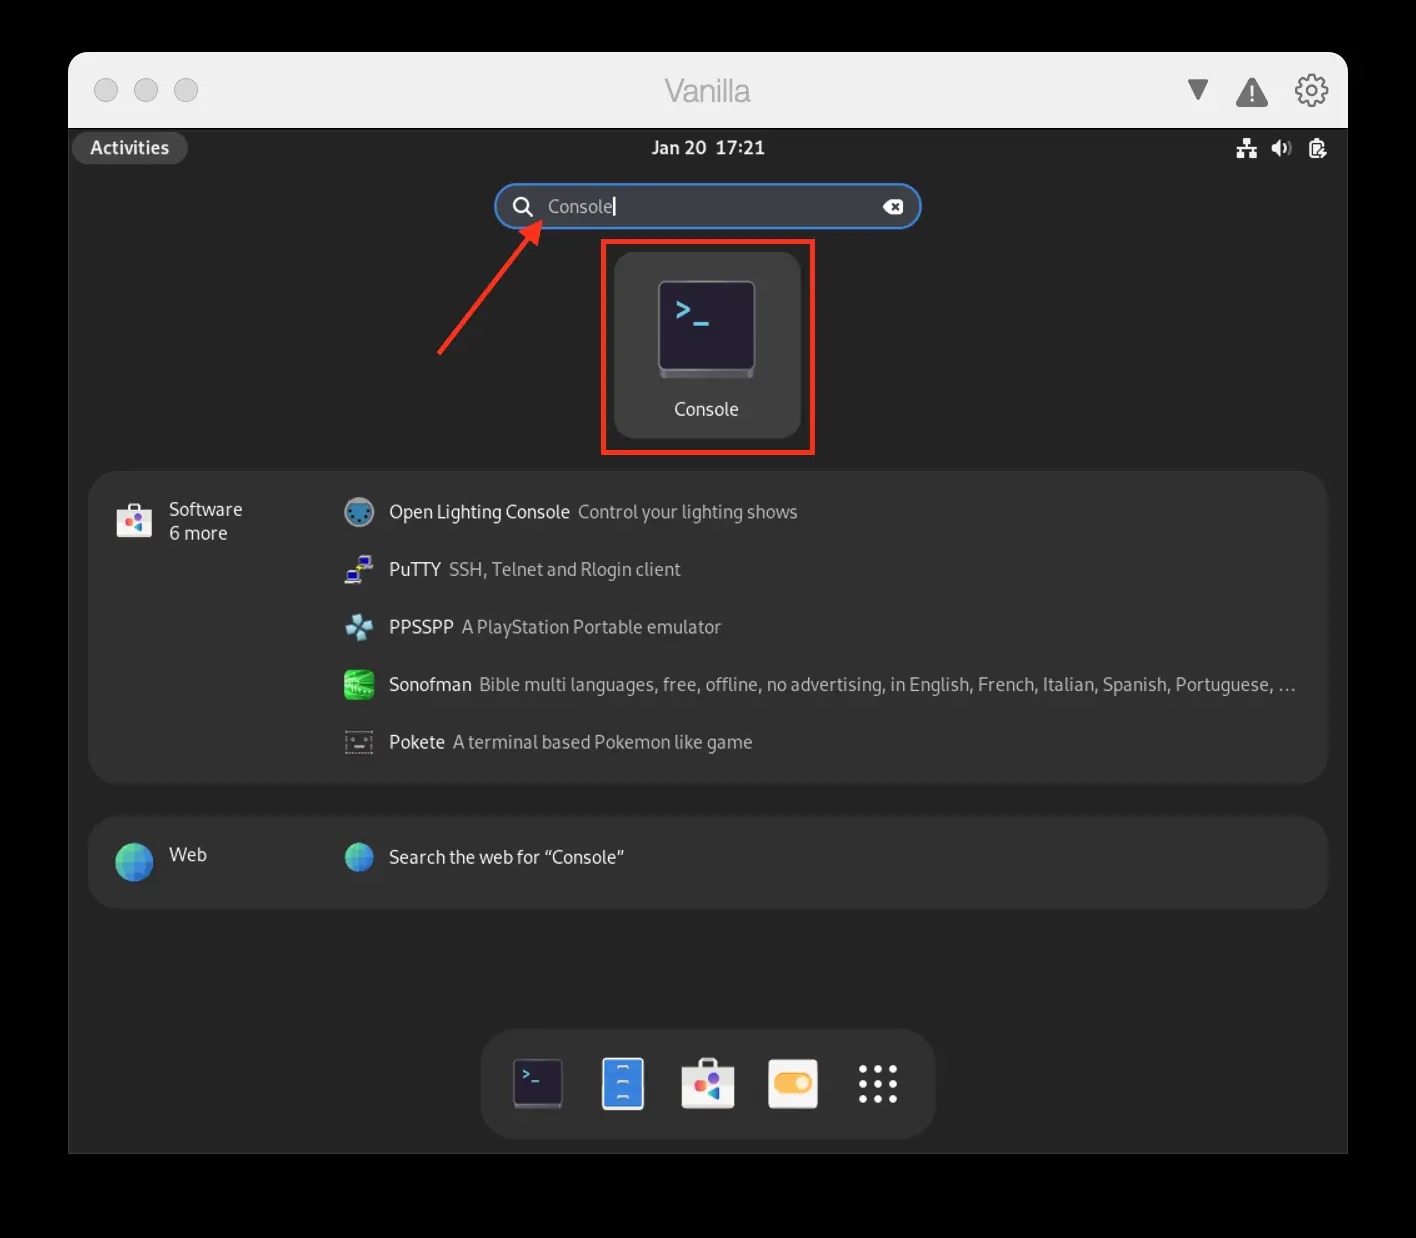 Vanilla
Activities
Jan 20 17:21
Console
>_
Console
Software
6 more
Open Lighting Console Control your lighting shows
PuTTY SSH, Telnet and Rlogin client
PPSSPP A PlayStation Portable emulator
Sonofman Bible multi languages, free, offline, no advertising, in English, French, Italian, Spanish, Portuguese, …
Pokete A terminal based Pokemon like game
Web
Search the web for “Console”
>_